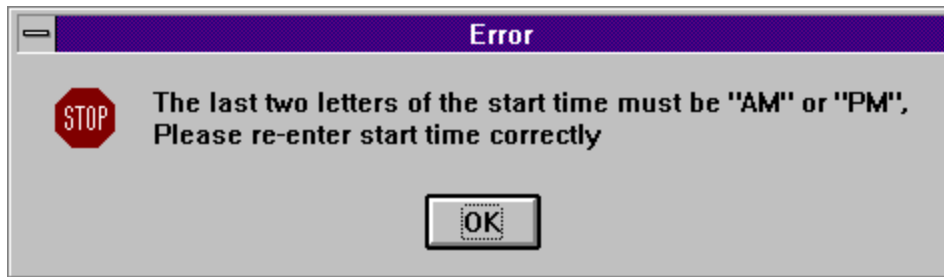 Error
STOP
The last two letters of the start time must be "AM" or "PM",
Please re-enter start time correctly
OK